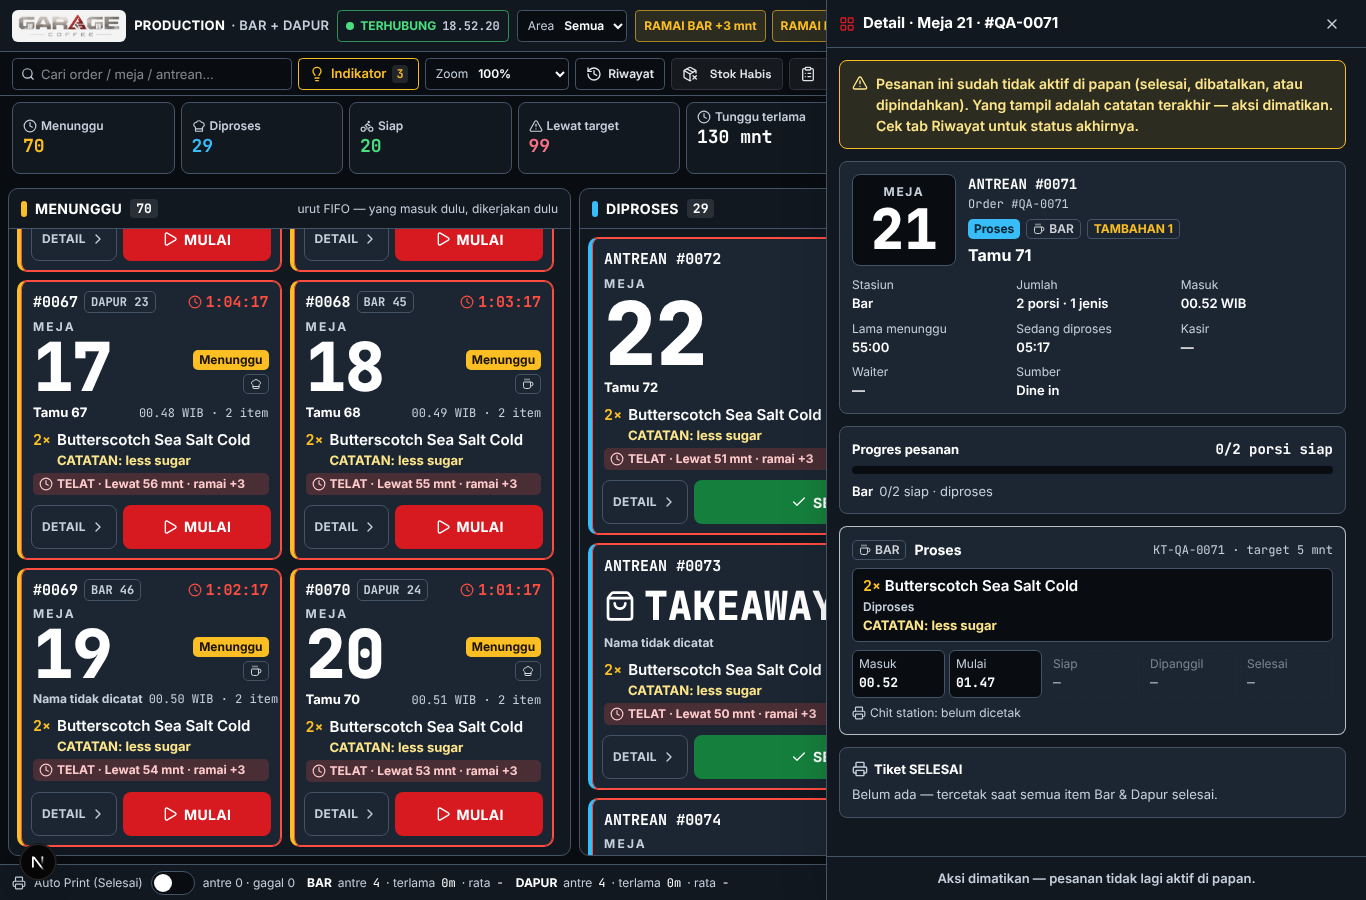 GARAGE
COFFEE
PRODUCTION · BAR + DAPUR
TERHUBUNG 18.52.20
Area Semua
RAMAI BAR +3 mnt
RAMAI
Cari order / meja / antrean...
Indikator 3
Zoom 100%
Riwayat
Stok Habis
Menunggu
70
Diproses
29
Siap
20
Lewat target
99
Tunggu terlama
130 mnt
MENUNGGU 70
urut FIFO — yang masuk dulu, dikerjakan dulu
DETAIL
MULAI
DETAIL
MULAI
#0067 DAPUR 23 1:04:17
MEJA
17
Menunggu
Tamu 67 00.48 WIB · 2 item
2× Butterscotch Sea Salt Cold
CATATAN: less sugar
TELAT · Lewat 56 mnt · ramai +3
DETAIL
MULAI
#0068 BAR 45 1:03:17
MEJA
18
Menunggu
Tamu 68 00.49 WIB · 2 item
2× Butterscotch Sea Salt Cold
CATATAN: less sugar
TELAT · Lewat 55 mnt · ramai +3
DETAIL
MULAI
#0069 BAR 46 1:02:17
MEJA
19
Menunggu
Nama tidak dicatat 00.50 WIB · 2 item
2× Butterscotch Sea Salt Cold
CATATAN: less sugar
TELAT · Lewat 54 mnt · ramai +3
DETAIL
MULAI
#0070 DAPUR 24 1:01:17
MEJA
20
Menunggu
Tamu 70 00.51 WIB · 2 item
2× Butterscotch Sea Salt Cold
CATATAN: less sugar
TELAT · Lewat 53 mnt · ramai +3
DETAIL
MULAI
DIPROSES 29
ANTREAN #0072
MEJA
22
Tamu 72
2× Butterscotch Sea Salt Cold
CATATAN: less sugar
TELAT · Lewat 51 mnt · ramai +3
DETAIL
SE
ANTREAN #0073
TAKEAWAY
Nama tidak dicatat
2× Butterscotch Sea Salt Cold
CATATAN: less sugar
TELAT · Lewat 50 mnt · ramai +3
DETAIL
SE
ANTREAN #0074
MEJA
N
Auto Print (Selesai) antre 0 · gagal 0 BAR antre 4 · terlama 0m · rata - DAPUR antre 4 · terlama 0m · rata -
Detail · Meja 21 · #QA-0071
Pesanan ini sudah tidak aktif di papan (selesai, dibatalkan, atau
dipindahkan). Yang tampil adalah catatan terakhir — aksi dimatikan.
Cek tab Riwayat untuk status akhirnya.
MEJA
21
ANTREAN #0071
Order #QA-0071
Proses BAR TAMBAHAN 1
Tamu 71
Stasiun
Bar
Jumlah
2 porsi · 1 jenis
Masuk
00.52 WIB
Lama menunggu
55:00
Sedang diproses
05:17
Kasir
—
Waiter
—
Sumber
Dine in
Progres pesanan 0/2 porsi siap
Bar 0/2 siap · diproses
BAR Proses KT-QA-0071 · target 5 mnt
2× Butterscotch Sea Salt Cold
Diproses
CATATAN: less sugar
Masuk
00.52
Mulai
01.47
Siap
—
Dipanggil
—
Selesai
—
Chit station: belum dicetak
Tiket SELESAI
Belum ada — tercetak saat semua item Bar & Dapur selesai.
Aksi dimatikan — pesanan tidak lagi aktif di papan.